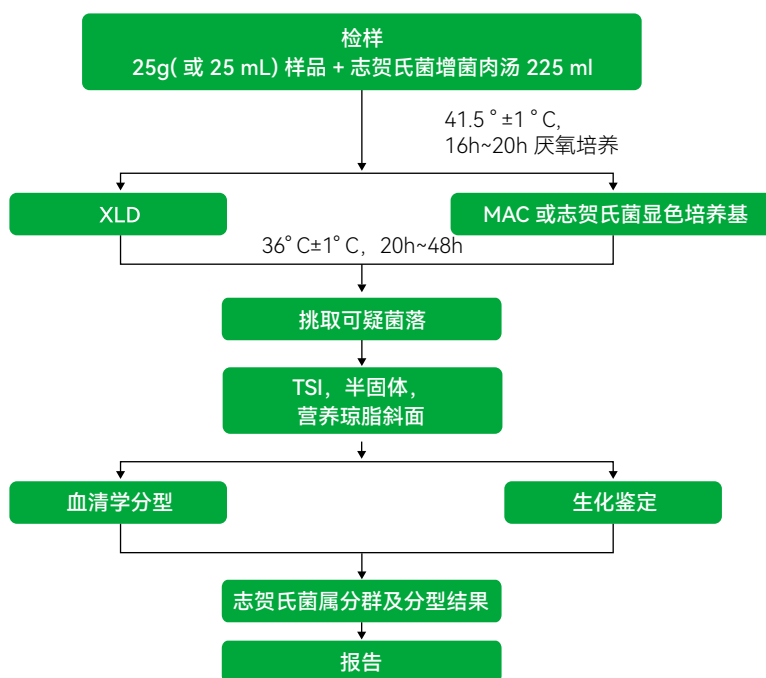 检样
25g( 或 25 mL) 样品 + 志贺氏菌增菌肉汤 225 ml
41.5 ° ±1 ° C,
16h~20h 厌氧培养
XLD
MAC 或志贺氏菌显色培养基
36° C±1° C，20h~48h
挑取可疑菌落
TSI，半固体，
营养琼脂斜面
血清学分型
生化鉴定
志贺氏菌属分群及分型结果
报告